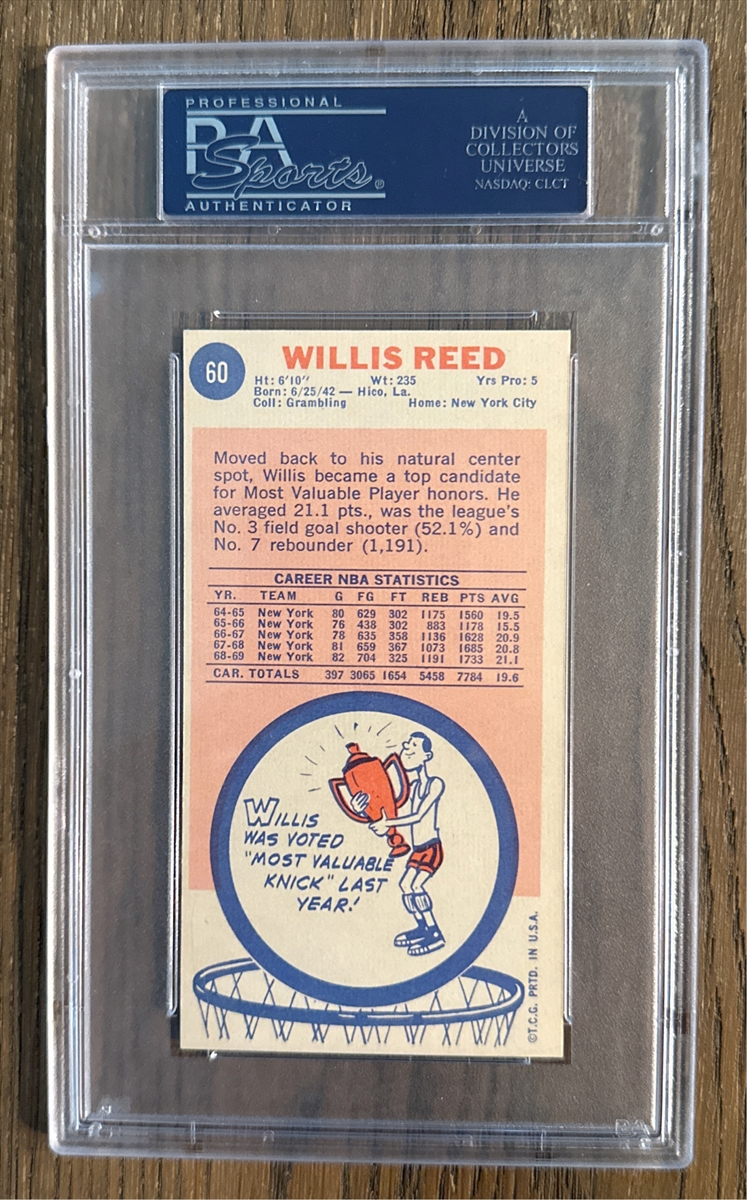 PROFESSIONAL
PSA
Sports®
AUTHENTICATOR
A
DIVISION OF
COLLECTORS
UNIVERSE
NASDAQ: CLCT
60
WILLIS REED
Ht: 6'10" Wt: 235 Yrs Pro: 5
Born: 6/25/42 — Hico, La.
Coll: Grambling Home: New York City
Moved back to his natural center
spot, Willis became a top candidate
for Most Valuable Player honors. He
averaged 21.1 pts., was the league's
No. 3 field goal shooter (52.1%) and
No. 7 rebounder (1,191).
CAREER NBA STATISTICS
YR. TEAM G FG FT REB PTS AVG
64-65 New York 80 629 302 1175 1560 19.5
65-66 New York 76 438 302 883 1178 15.5
66-67 New York 78 635 358 1136 1628 20.9
67-68 New York 81 659 367 1073 1685 20.8
68-69 New York 82 704 325 1191 1733 21.1
CAR. TOTALS 397 3065 1654 5458 7784 19.6
WILLIS
WAS VOTED
"MOST VALUABLE
KNICK" LAST
YEAR!
©T.C.G. PRTD. IN U.S.A.